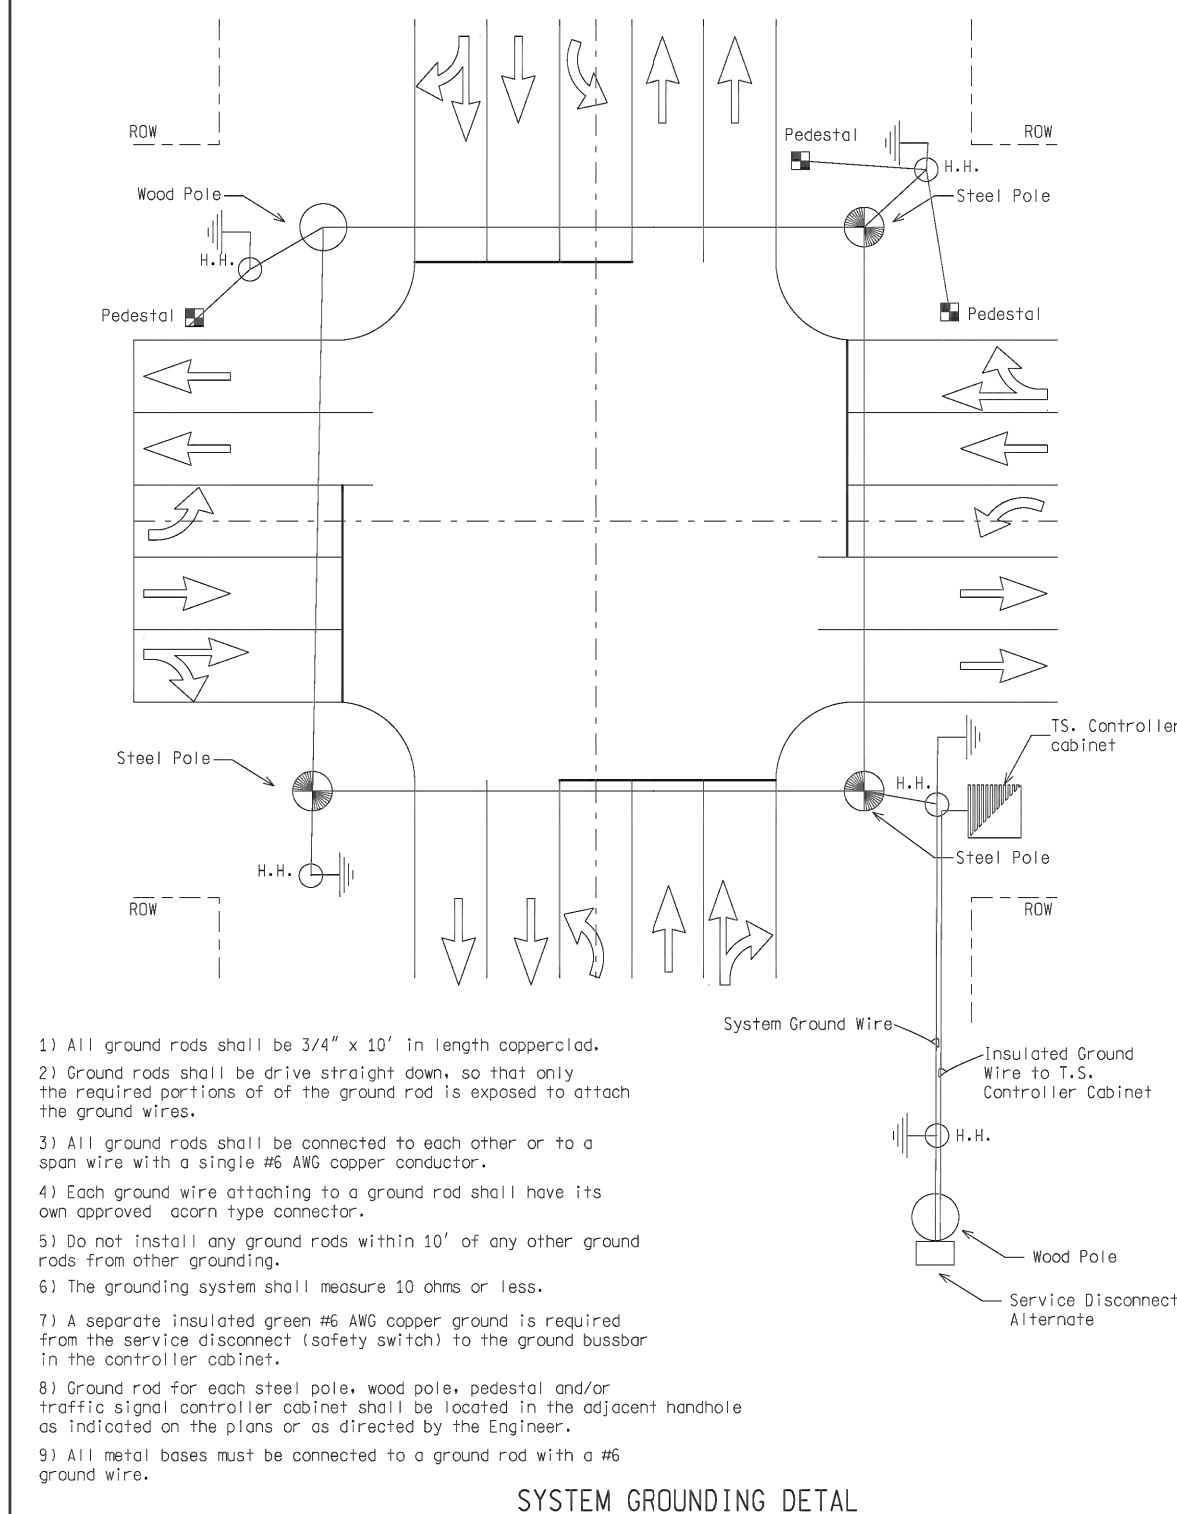 ROW
Pedestal
H.H.
ROW
Wood Pole
Steel Pole
H.H.
Pedestal
Pedestal
TS. Controller
cabinet
Steel Pole
H.H.
Steel Pole
H.H.
ROW
ROW
System Ground Wire
Insulated Ground
Wire to T.S.
Controller Cabinet
H.H.
Wood Pole
Service Disconnect
Alternate
1) All ground rods shall be 3/4" x 10' in length copperclad.
2) Ground rods shall be drive straight down, so that only
the required portions of of the ground rod is exposed to attach
the ground wires.
3) All ground rods shall be connected to each other or to a
span wire with a single #6 AWG copper conductor.
4) Each ground wire attaching to a ground rod shall have its
own approved acorn type connector.
5) Do not install any ground rods within 10' of any other ground
rods from other grounding.
6) The grounding system shall measure 10 ohms or less.
7) A separate insulated green #6 AWG copper ground is required
from the service disconnect (safety switch) to the ground bussbar
in the controller cabinet.
8) Ground rod for each steel pole, wood pole, pedestal and/or
traffic signal controller cabinet shall be located in the adjacent handhole
as indicated on the plans or as directed by the Engineer.
9) All metal bases must be connected to a ground rod with a #6
ground wire.
SYSTEM GROUNDING DETAL